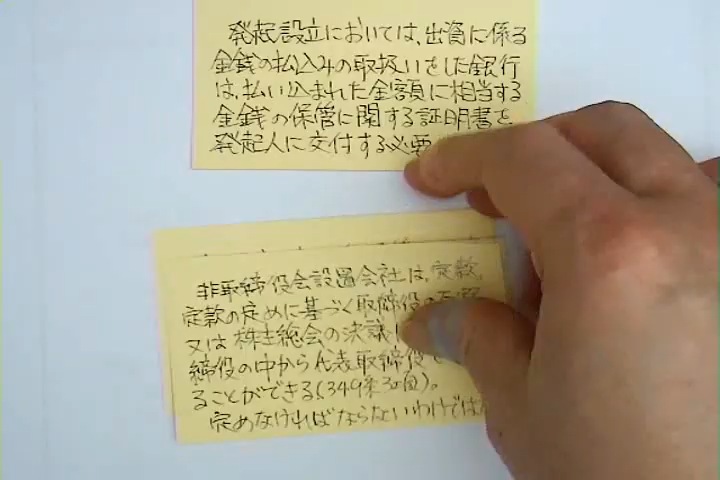 発起設立においては、出資に係る
金銭の払込みの取扱いをした銀行
は、払い込まれた金額に相当する
金銭の保管に関する証明書を
発起人に交付する必要
非取締役会設置会社は、定款、
定款の定めに基づく取締役の互選
又は株主総会の決議
締役の中から代表取締役
ることができる(349条3項)。
定めなければならないわけでは